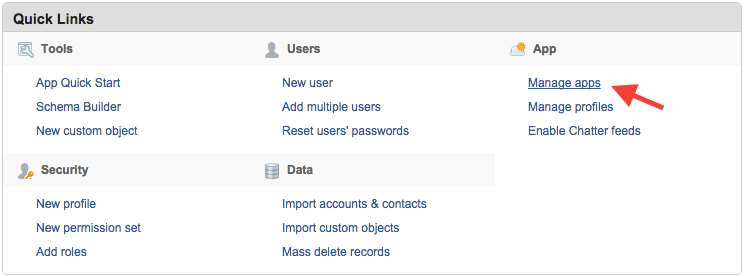 Quick Links
Tools
App Quick Start
Schema Builder
New custom object
Users
New user
Add multiple users
Reset users' passwords
App
Manage apps
Manage profiles
Enable Chatter feeds
Security
New profile
New permission set
Add roles
Data
Import accounts & contacts
Import custom objects
Mass delete records